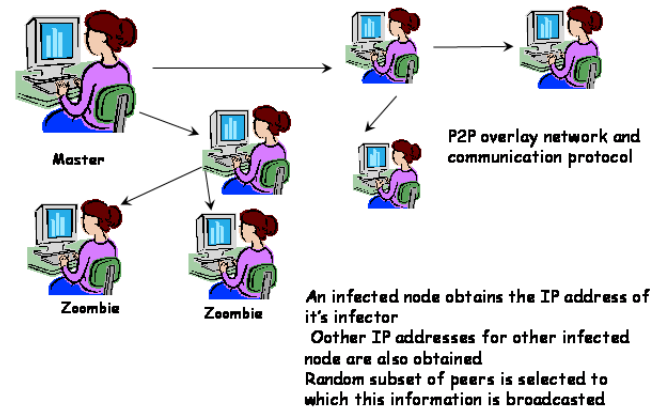 P2P overlay network and
communication protocol
Master
Zoombie
Zoombie
An infected node obtains the IP address of
it's infector
Oother IP addresses for other infected
node are also obtained
Random subset of peers is selected to
which this information is broadcasted